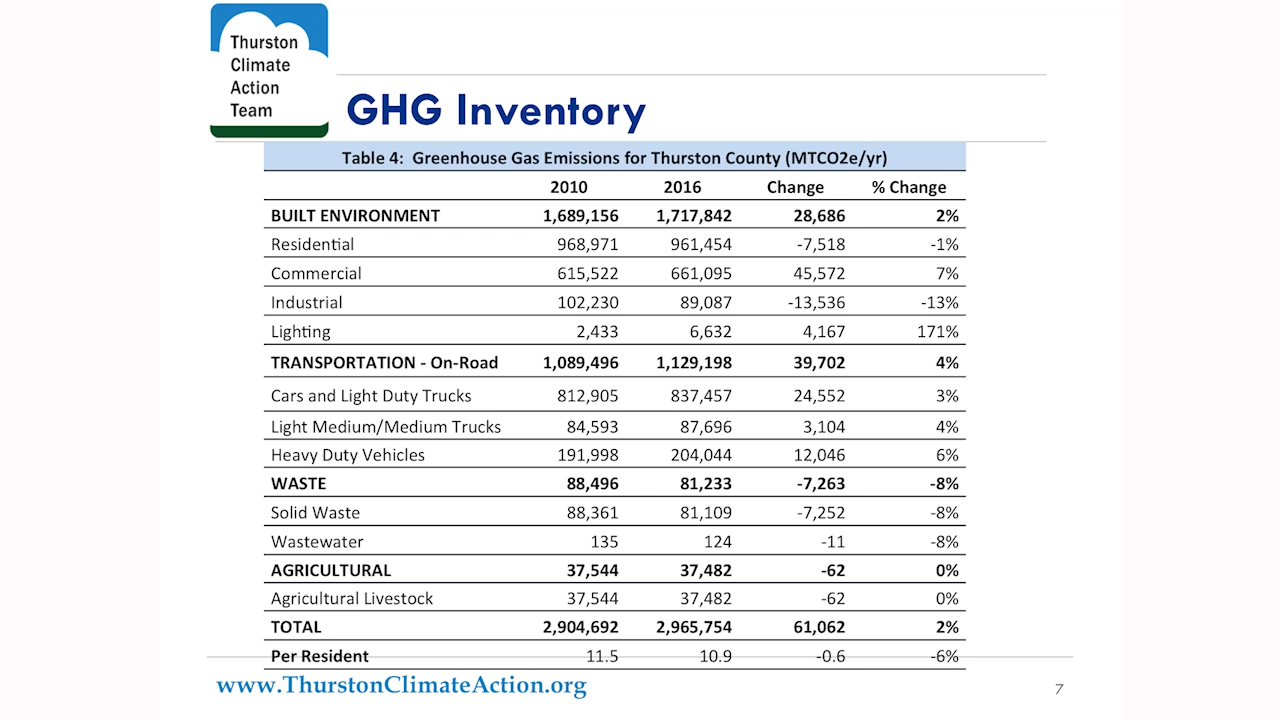 Thurston
Climate
Action
Team
GHG Inventory
Table 4: Greenhouse Gas Emissions for Thurston County (MTCO2e/yr)
2010 2016 Change % Change
BUILT ENVIRONMENT 1,689,156 1,717,842 28,686 2%
Residential 968,971 961,454 -7,518 -1%
Commercial 615,522 661,095 45,572 7%
Industrial 102,230 89,087 -13,536 -13%
Lighting 2,433 6,632 4,167 171%
TRANSPORTATION - On-Road 1,089,496 1,129,198 39,702 4%
Cars and Light Duty Trucks 812,905 837,457 24,552 3%
Light Medium/Medium Trucks 84,593 87,696 3,104 4%
Heavy Duty Vehicles 191,998 204,044 12,046 6%
WASTE 88,496 81,233 -7,263 -8%
Solid Waste 88,361 81,109 -7,252 -8%
Wastewater 135 124 -11 -8%
AGRICULTURAL 37,544 37,482 -62 0%
Agricultural Livestock 37,544 37,482 -62 0%
TOTAL 2,904,692 2,965,754 61,062 2%
Per Resident 11.5 10.9 -0.6 -6%
www.ThurstonClimateAction.org
7